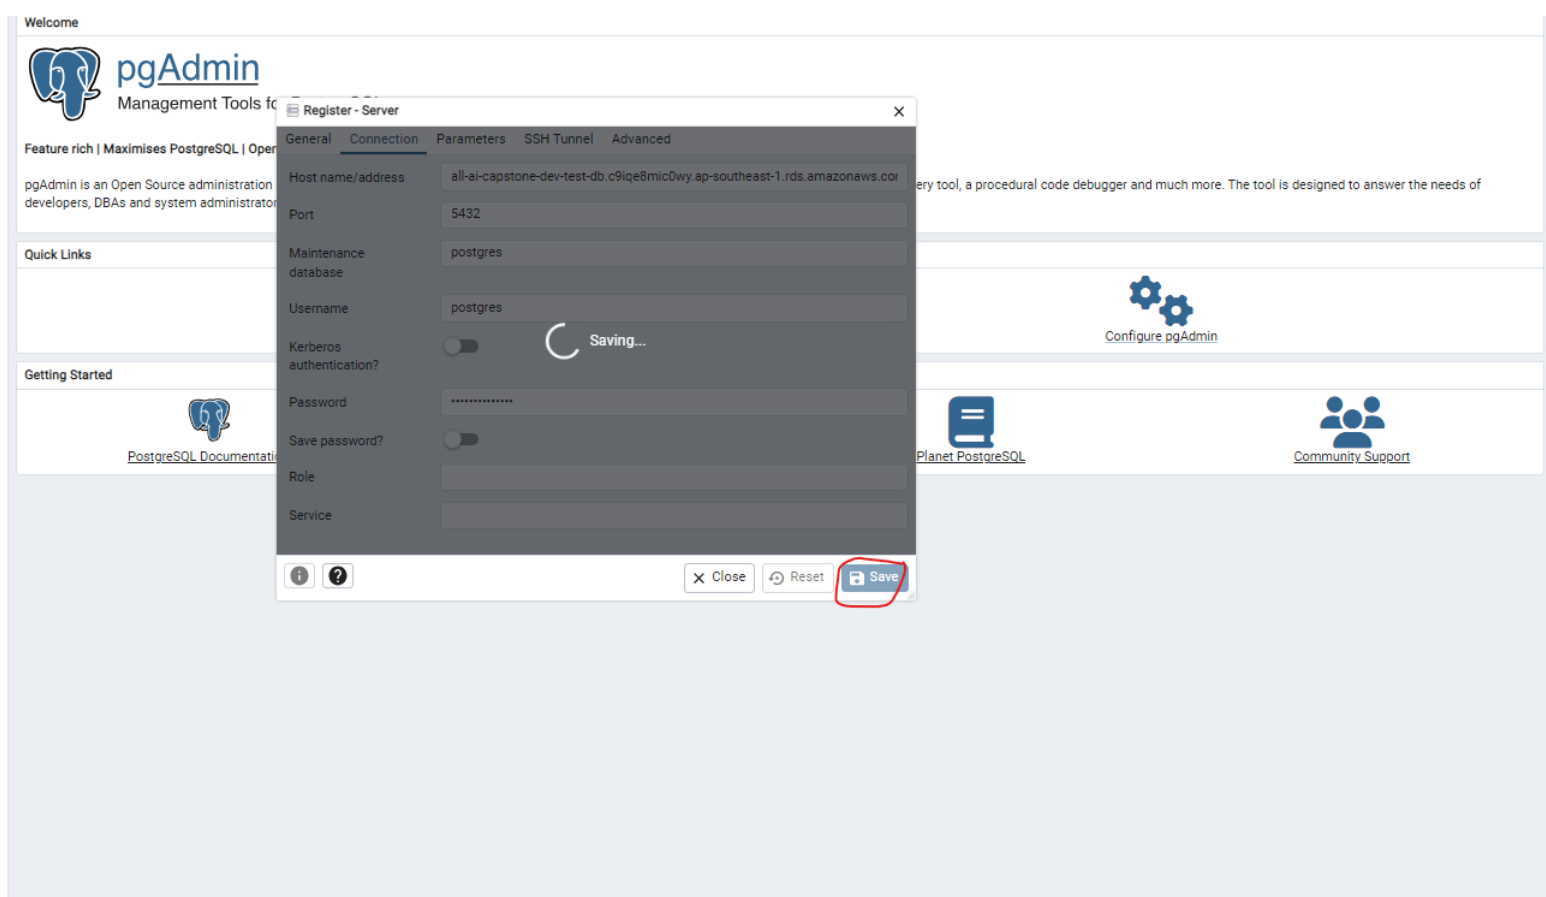 Welcome
pgAdmin
Management Tools fo
Feature rich | Maximises PostgreSQL | Oper
pgAdmin is an Open Source administration
ery tool, a procedural code debugger and much more. The tool is designed to answer the needs of
developers, DBAs and system administrator
Register - Server
General Connection Parameters SSH Tunnel Advanced
Host name/address all-ai-capstone-dev-test-db.c9iqe8mic0wy.ap-southeast-1.rds.amazonaws.cor
Port 5432
Maintenance
database postgres
Username postgres
Kerberos
authentication?
Saving...
Password ••••••••••••••
Save password?
Role
Service
Close Reset Save
Quick Links
Configure pgAdmin
Getting Started
PostgreSQL Documentati
Planet PostgreSQL
Community Support